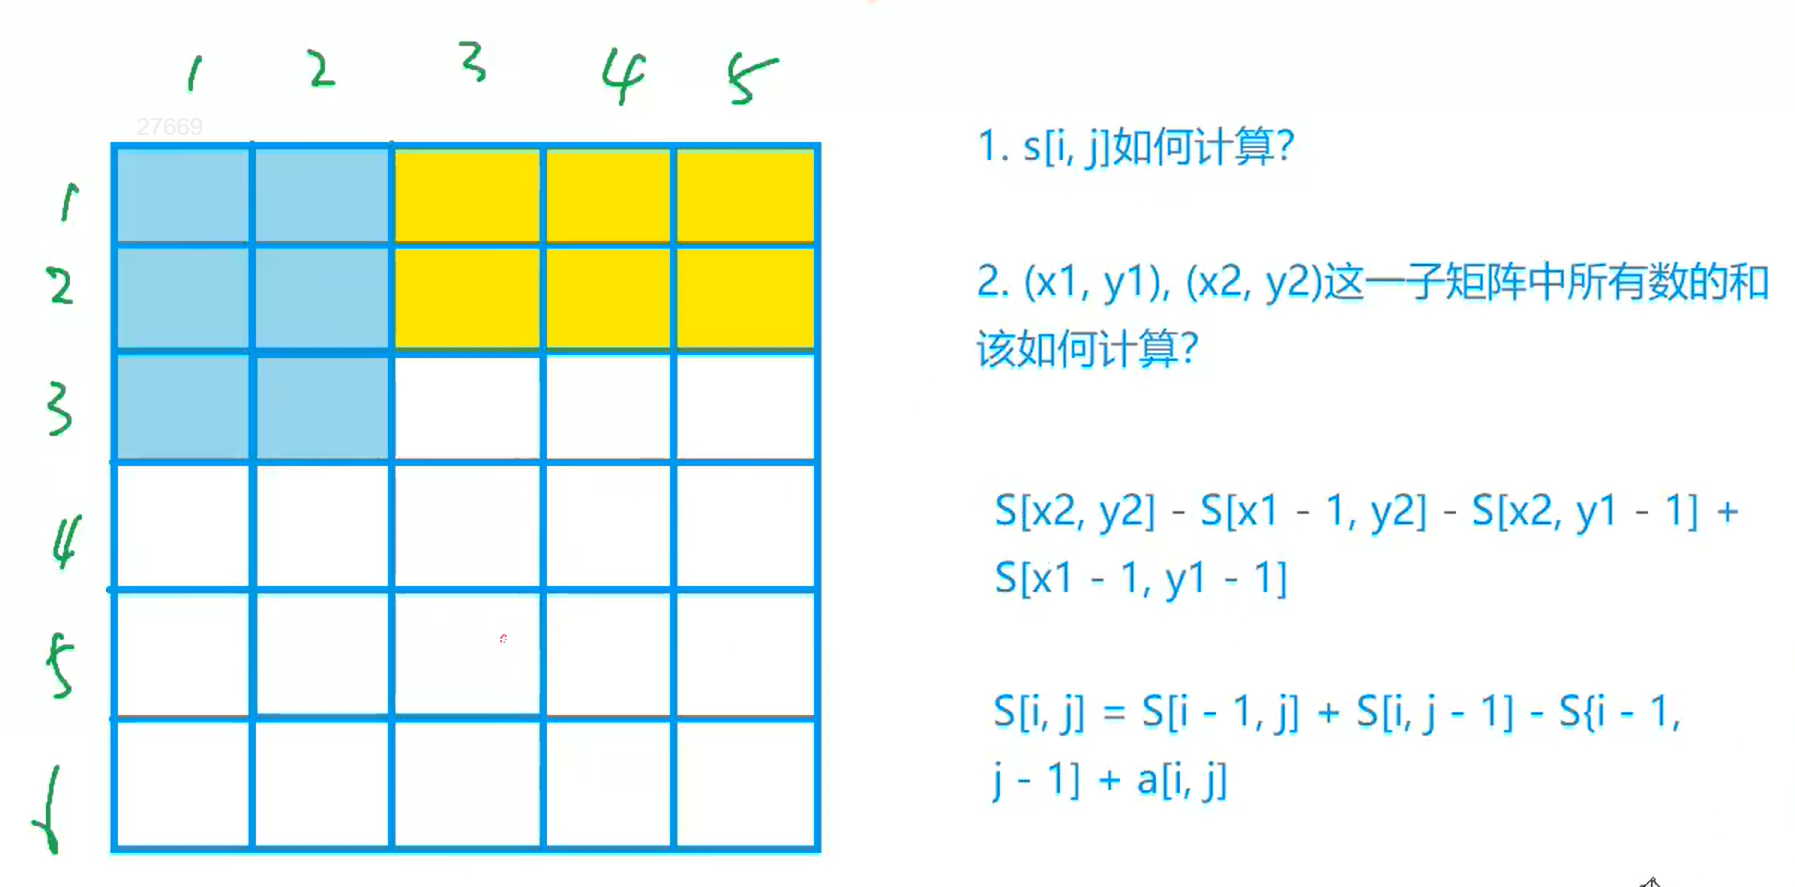 1 2 3 4 5
27669
1
2
3
4
5
1. s[i, j]如何计算?
2. (x1, y1), (x2, y2)这一子矩阵中所有数的和
该如何计算?
S[x2, y2] - S[x1 - 1, y2] - S[x2, y1 - 1] +
S[x1 - 1, y1 - 1]
S[i, j] = S[i - 1, j] + S[i, j - 1] - S{i - 1,
j - 1] + a[i, j]